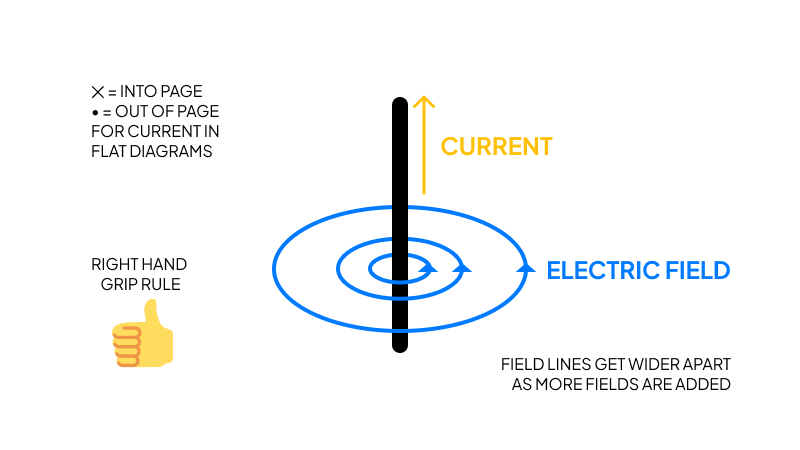 × = INTO PAGE
• = OUT OF PAGE
FOR CURRENT IN
FLAT DIAGRAMS
CURRENT
RIGHT HAND
GRIP RULE
ELECTRIC FIELD
FIELD LINES GET WIDER APART
AS MORE FIELDS ARE ADDED